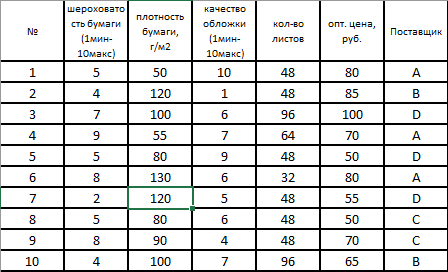 № шероховатость бумаги (1мин-10макс) плотность бумаги, г/м2 качество обложки (1мин-10макс) кол-во листов опт. цена, руб. Поставщик
1 5 50 10 48 80 A
2 4 120 1 48 85 B
3 7 100 6 96 100 D
4 9 55 7 64 70 A
5 5 80 9 48 50 D
6 8 130 6 32 80 A
7 2 120 5 48 55 D
8 5 80 6 48 50 C
9 8 90 4 48 70 C
10 4 100 7 96 65 B